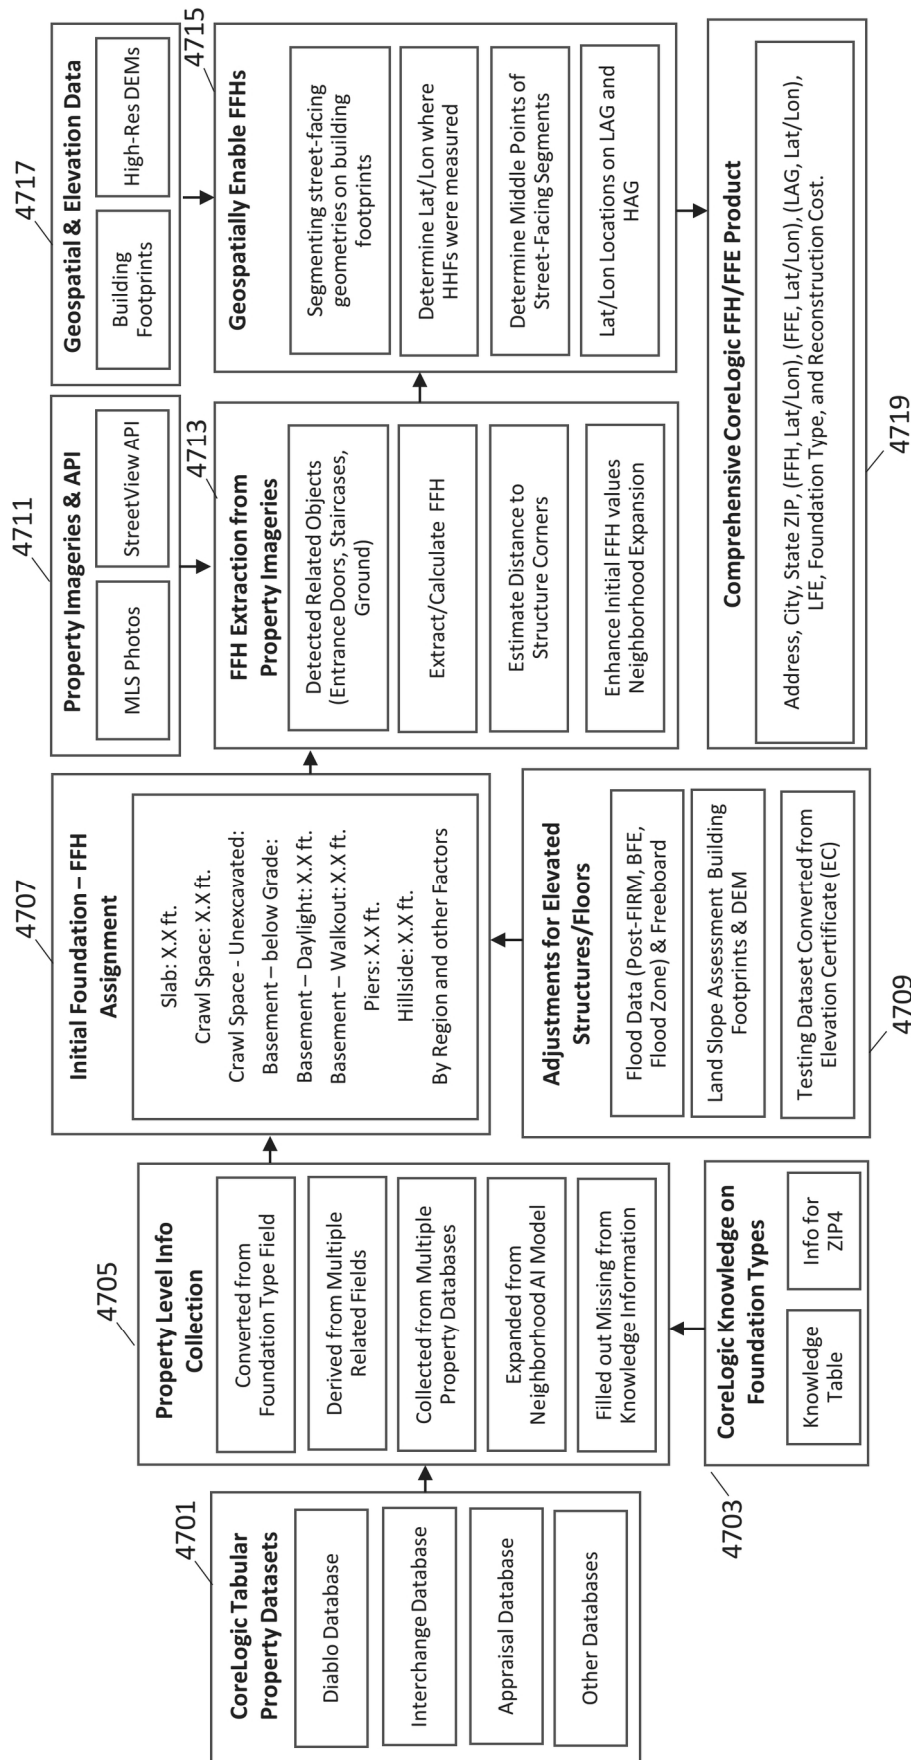 4701
CoreLogic Tabular
Property Datasets
Diablo Database
Interchange Database
Appraisal Database
Other Databases
4705
Property Level Info
Collection
Converted from
Foundation Type Field
Derived from Multiple
Related Fields
Collected from Multiple
Property Databases
Expanded from
Neighborhood AI Model
Filled out Missing from
Knowledge Information
4703
CoreLogic Knowledge on
Foundation Types
Knowledge
Table
Info for
ZIP4
4707
Initial Foundation – FFH
Assignment
Slab: X.X ft.
Crawl Space: X.X ft.
Crawl Space - Unexcavated:
Basement – below Grade:
Basement – Daylight: X.X ft.
Basement – Walkout: X.X ft.
Piers: X.X ft.
Hillside: X.X ft.
By Region and other Factors
Adjustments for Elevated
Structures/Floors
Flood Data (Post-FIRM, BFE,
Flood Zone) & Freeboard
Land Slope Assessment Building
Footprints & DEM
Testing Dataset Converted from
Elevation Certificate (EC)
4709
4711
Property Imageries & API
MLS Photos
StreetView API
4713
FFH Extraction from
Property Imageries
Detected Related Objects
(Entrance Doors, Staircases,
Ground)
Extract/Calculate FFH
Estimate Distance to
Structure Corners
Enhance Initial FFH values
Neighborhood Expansion
4717
Geospatial & Elevation Data
Building
Footprints
High-Res DEMs
4715
Geospatially Enable FFHs
Segmenting street-facing
geometries on building
footprints
Determine Lat/Lon where
HHFs were measured
Determine Middle Points of
Street-Facing Segments
Lat/Lon Locations on LAG and
HAG
Comprehensive CoreLogic FFH/FFE Product
Address, City, State ZIP, (FFH, Lat/Lon), (FFE, Lat/Lon), (LAG, Lat/Lon),
LFE, Foundation Type, and Reconstruction Cost.
4719